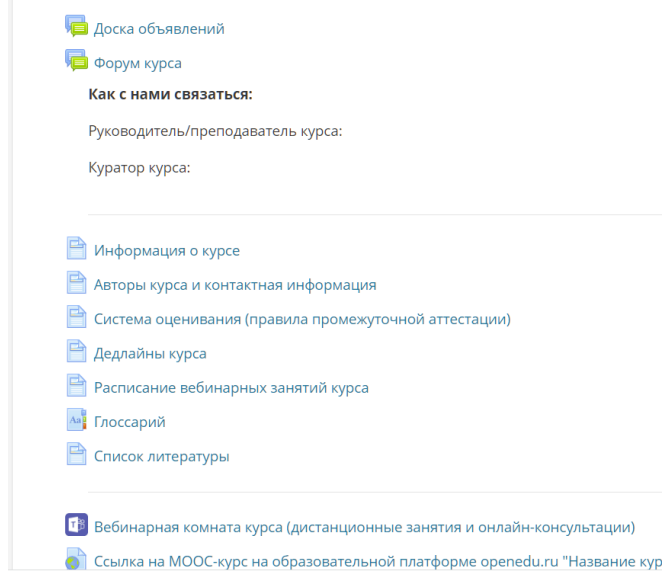 Доска объявлений
Форум курса
Как с нами связаться:
Руководитель/преподаватель курса:
Куратор курса:
Информация о курсе
Авторы курса и контактная информация
Система оценивания (правила промежуточной аттестации)
Дедлайны курса
Расписание вебинарных занятий курса
Aa
Глоссарий
Список литературы
Вебинарная комната курса (дистанционные занятия и онлайн-консультации)
Ссылка на МООС-курс на образовательной платформе openedu.ru "Название кур